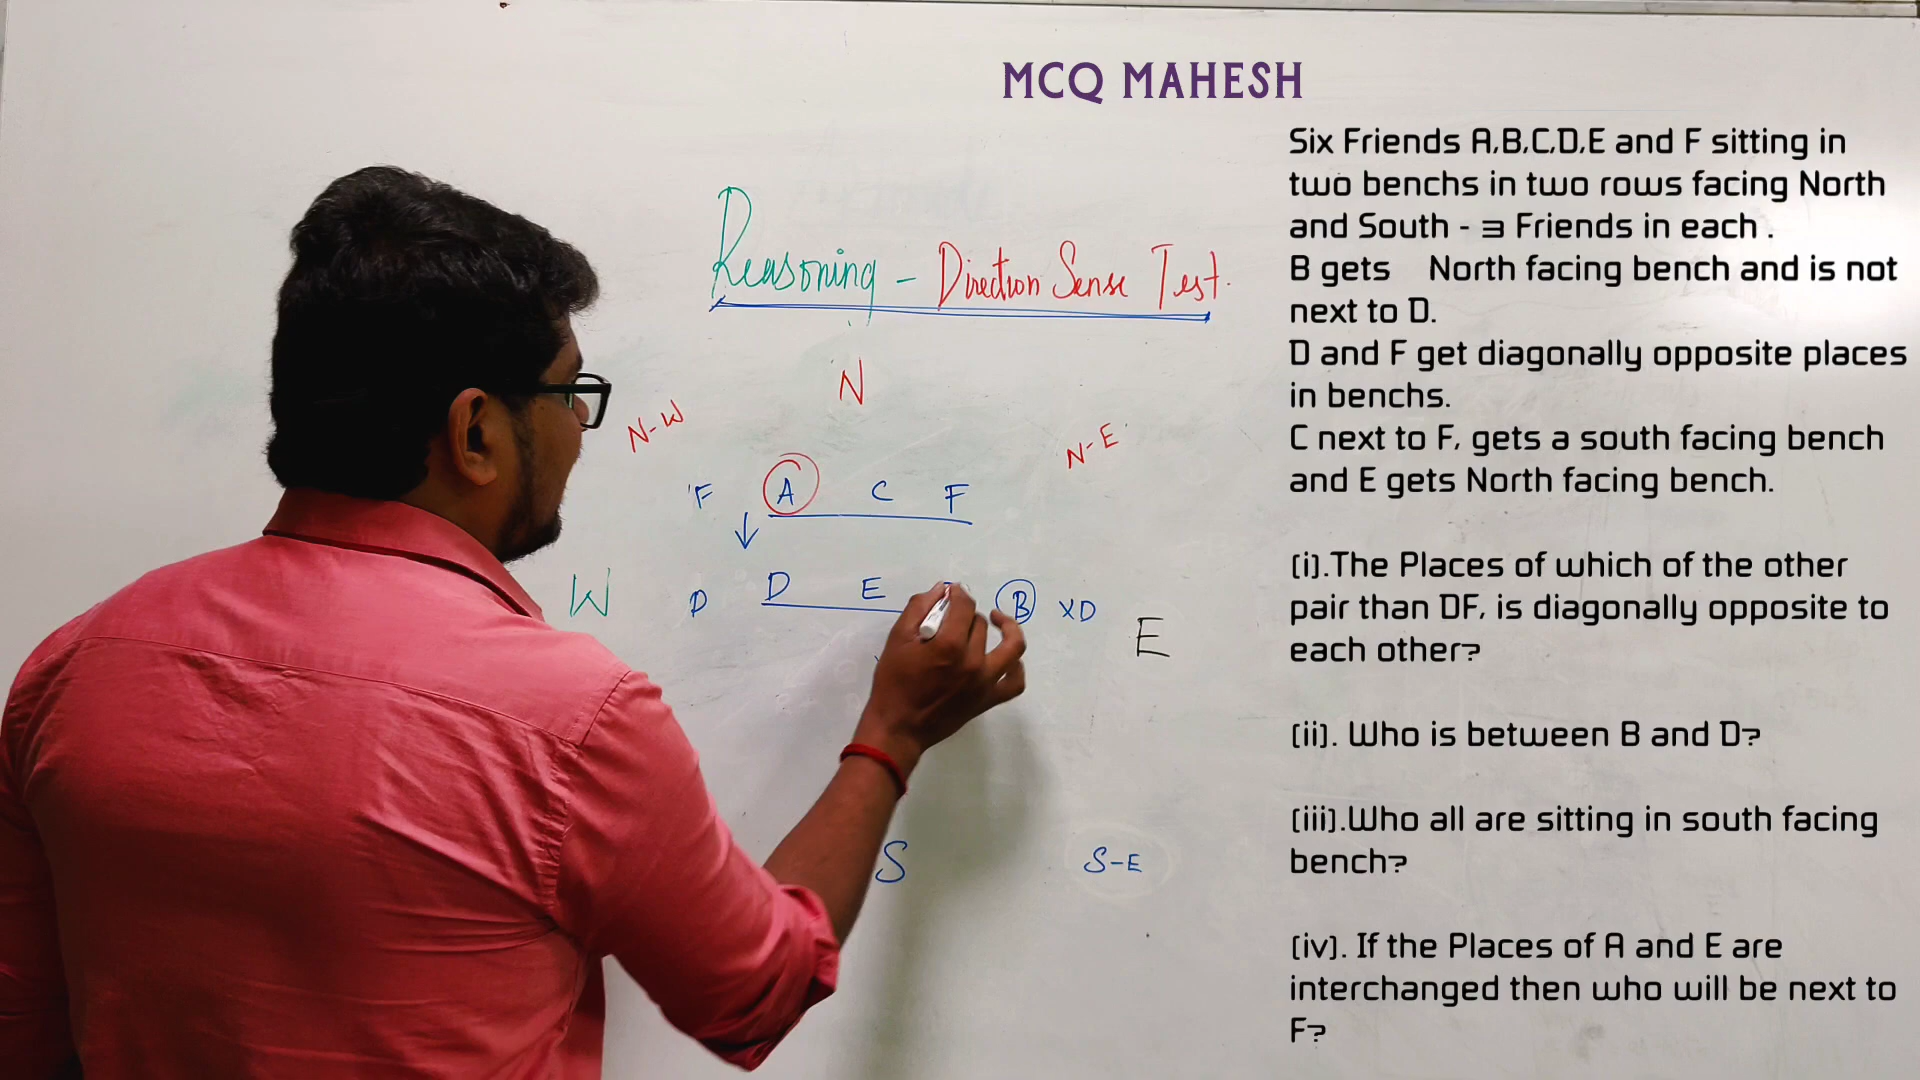 MCQ MAHESH
Six Friends A,B,C,D,E and F sitting in
two benchs in two rows facing North
and South - 3 Friends in each .
B gets North facing bench and is not
next to D.
D and F get diagonally opposite places
in benchs.
C next to F, gets a south facing bench
and E gets North facing bench.
(i).The Places of which of the other
pair than DF, is diagonally opposite to
each other?
(ii). Who is between B and D?
(iii).Who all are sitting in south facing
bench?
(iv). If the Places of A and E are
interchanged then who will be next to
F?
Reasoning - Direction Sense Test.
N
N-W N-E
F A C F
W D D E B XD
E
S S-E